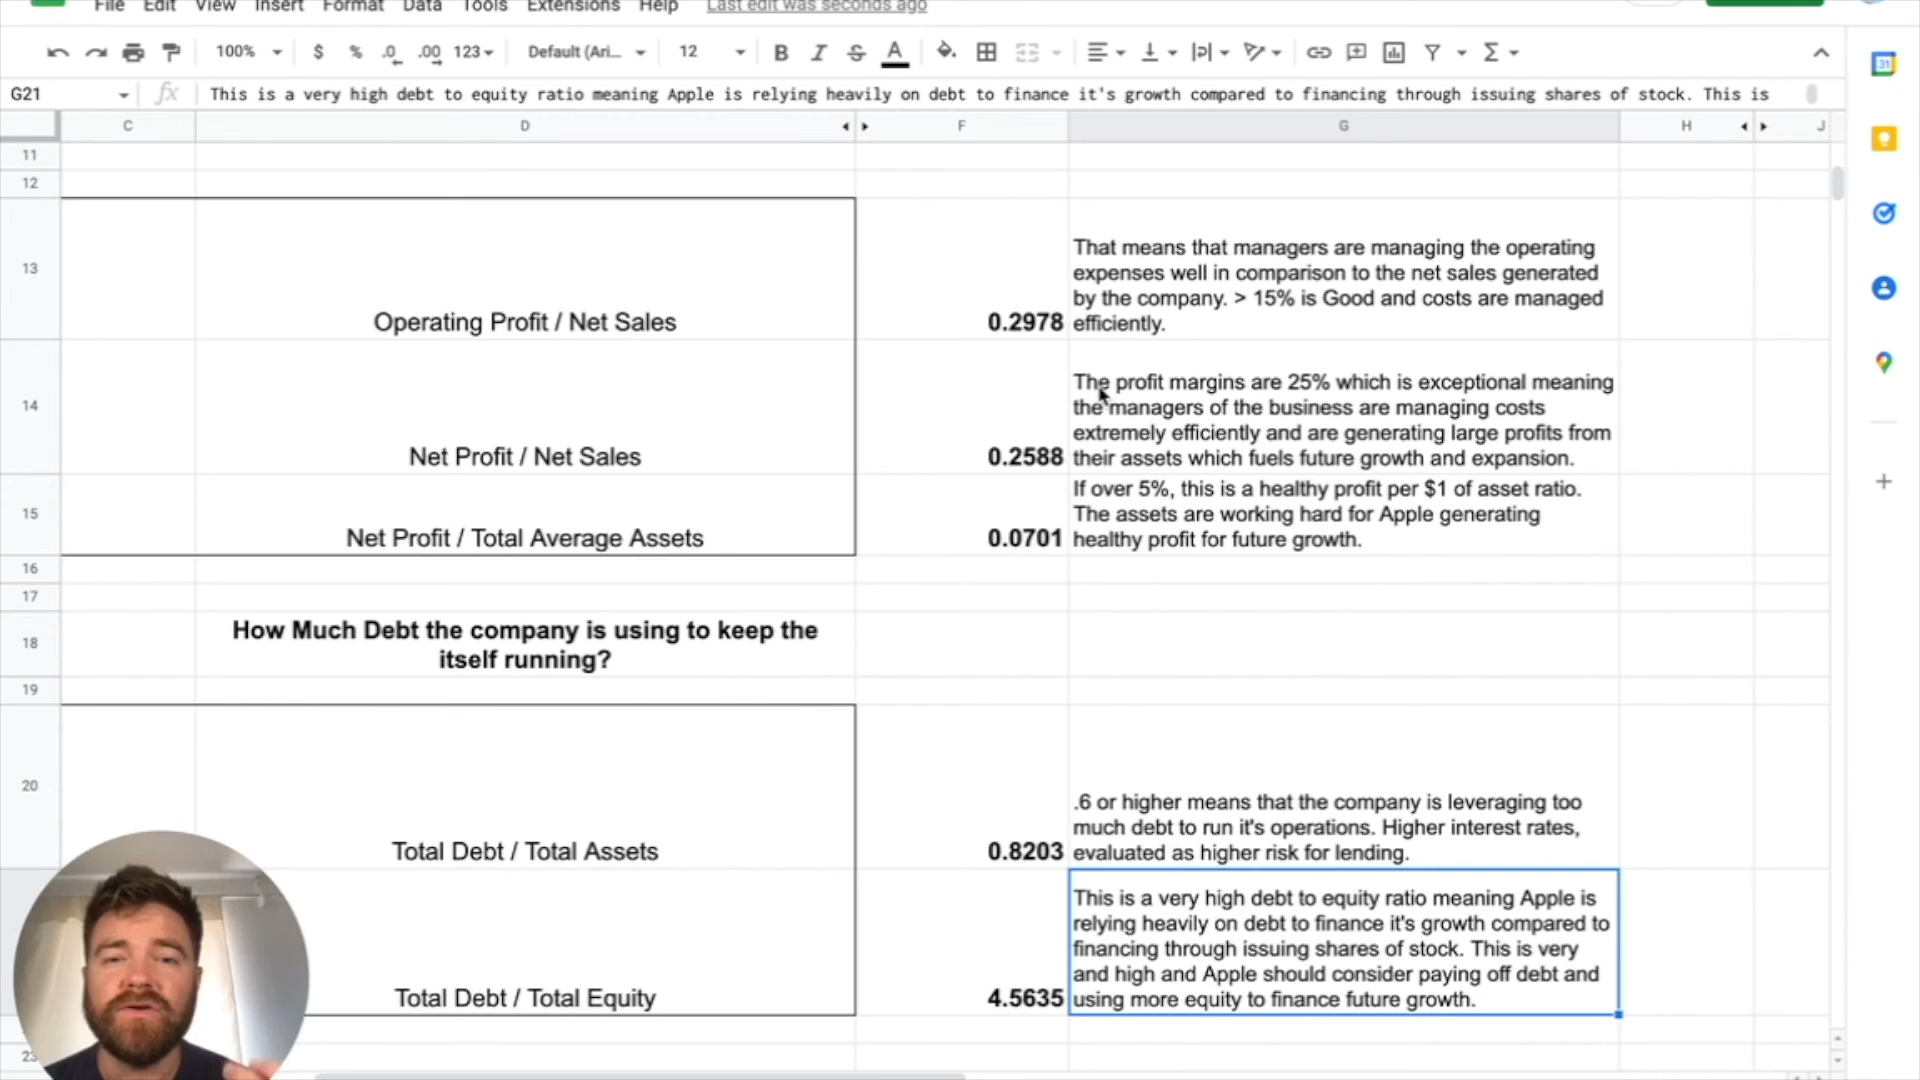 File Edit View Insert Format Data Tools Extensions Help Last edit was seconds ago
100% $ % .0 .00 123 Default (Ari... 12 B I S A
G21 fx This is a very high debt to equity ratio meaning Apple is relying heavily on debt to finance it's growth compared to financing through issuing shares of stock. This is
C D F G H J
11
12
13
Operating Profit / Net Sales
0.2978
That means that managers are managing the operating
expenses well in comparison to the net sales generated
by the company. > 15% is Good and costs are managed
efficiently.
14
Net Profit / Net Sales
0.2588
The profit margins are 25% which is exceptional meaning
the managers of the business are managing costs
extremely efficiently and are generating large profits from
their assets which fuels future growth and expansion.
15
Net Profit / Total Average Assets
0.0701
If over 5%, this is a healthy profit per $1 of asset ratio.
The assets are working hard for Apple generating
healthy profit for future growth.
16
17
18
How Much Debt the company is using to keep the
itself running?
19
20
Total Debt / Total Assets
0.8203
.6 or higher means that the company is leveraging too
much debt to run it's operations. Higher interest rates,
evaluated as higher risk for lending.
Total Debt / Total Equity
4.5635
This is a very high debt to equity ratio meaning Apple is
relying heavily on debt to finance it's growth compared to
financing through issuing shares of stock. This is very
and high and Apple should consider paying off debt and
using more equity to finance future growth.
23
31